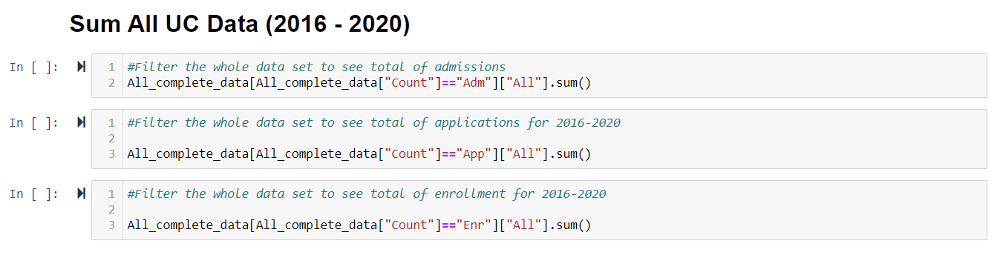 Sum All UC Data (2016 - 2020)
In [ ]:
1 #Filter the whole data set to see total of admissions
2 All_complete_data[All_complete_data["Count"]=="Adm"]["All"].sum()
In [ ]:
1 #Filter the whole data set to see total of applications for 2016-2020
2
3 All_complete_data[All_complete_data["Count"]=="App"]["All"].sum()
In [ ]:
1 #Filter the whole data set to see total of enrollment for 2016-2020
2
3 All_complete_data[All_complete_data["Count"]=="Enr"]["All"].sum()